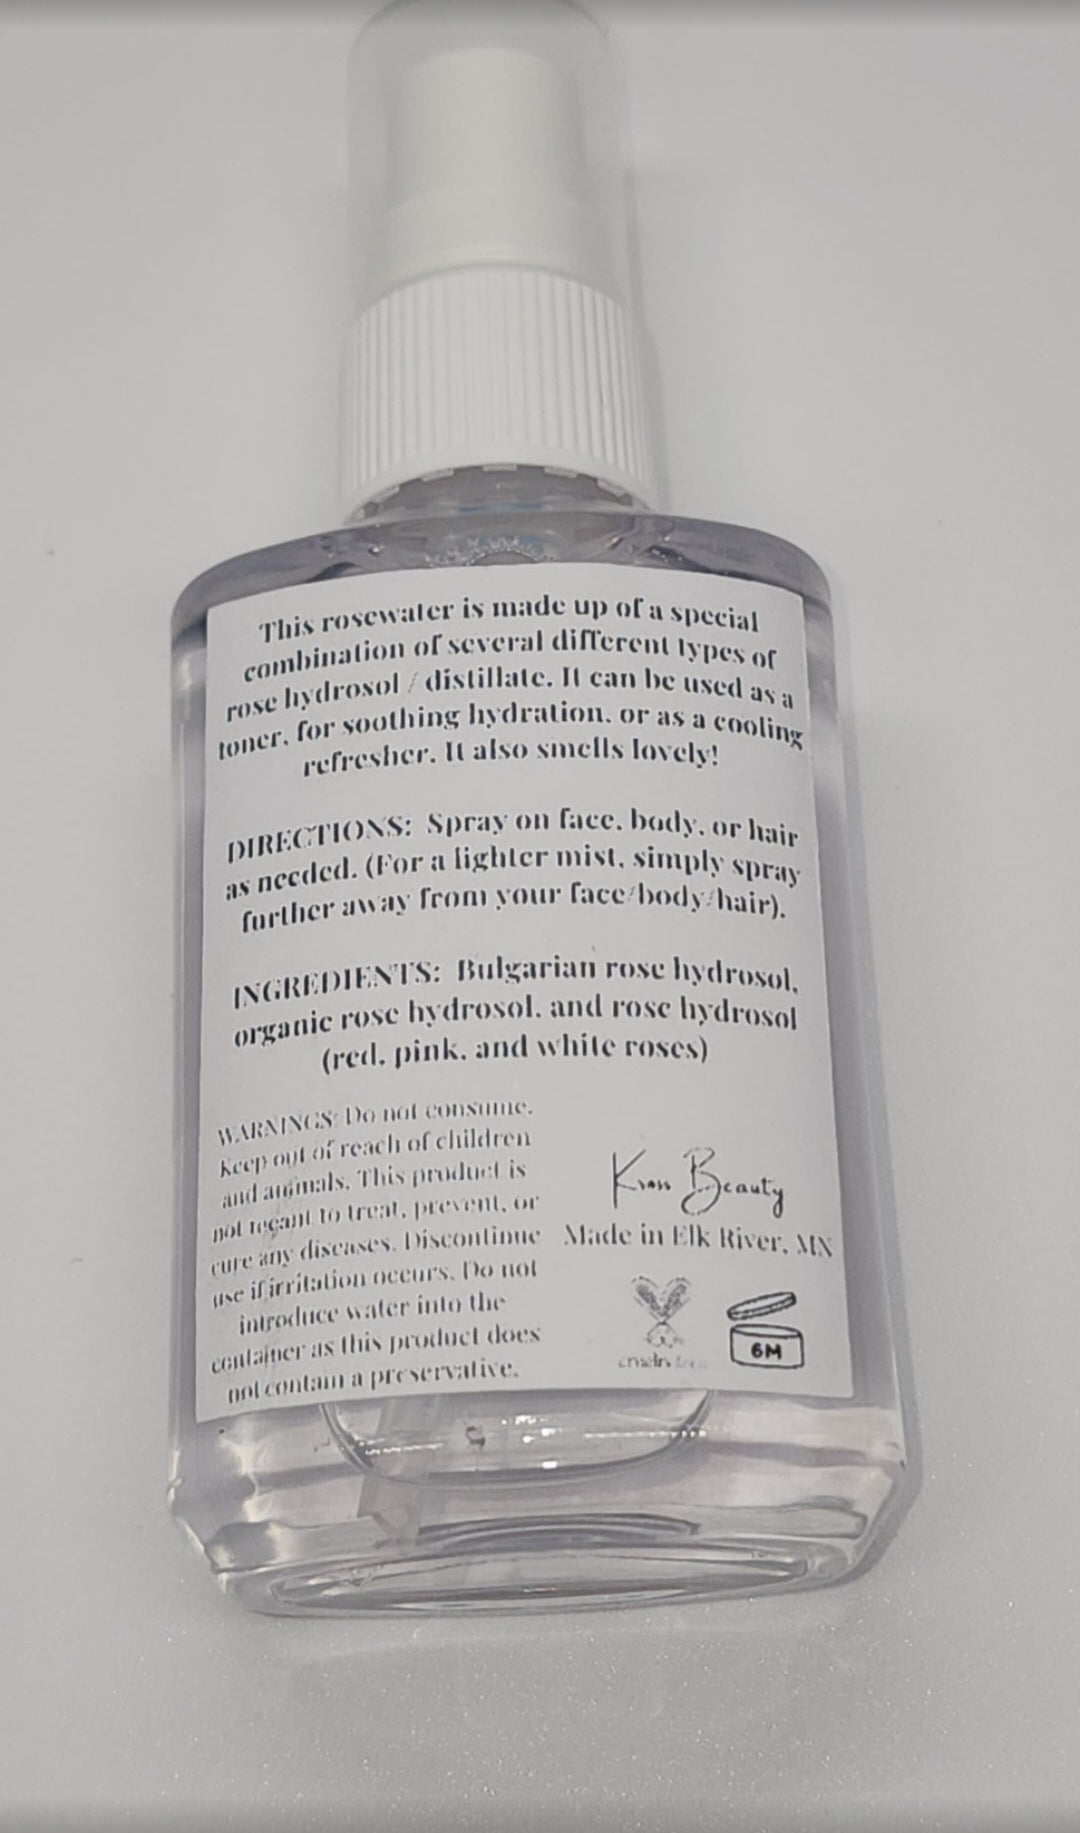 This rosewater is made up of a special
combination of several different types of
rose hydrosol / distillate. It can be used as a
toner, for soothing hydration, or as a cooling
refresher. It also smells lovely!
DIRECTIONS: Spray on face, body, or hair
as needed. (For a lighter mist, simply spray
further away from your face/body/hair).
INGREDIENTS: Bulgarian rose hydrosol,
organic rose hydrosol, and rose hydrosol
(red, pink, and white roses)
WARNINGS: Do not consume.
Keep out of reach of children
and animals. This product is
not meant to treat, prevent, or
cure any diseases. Discontinue
use if irritation occurs. Do not
introduce water into the
container as this product does
not contain a preservative.
Beauty
Made in Elk River, MN
cruelty free
6M